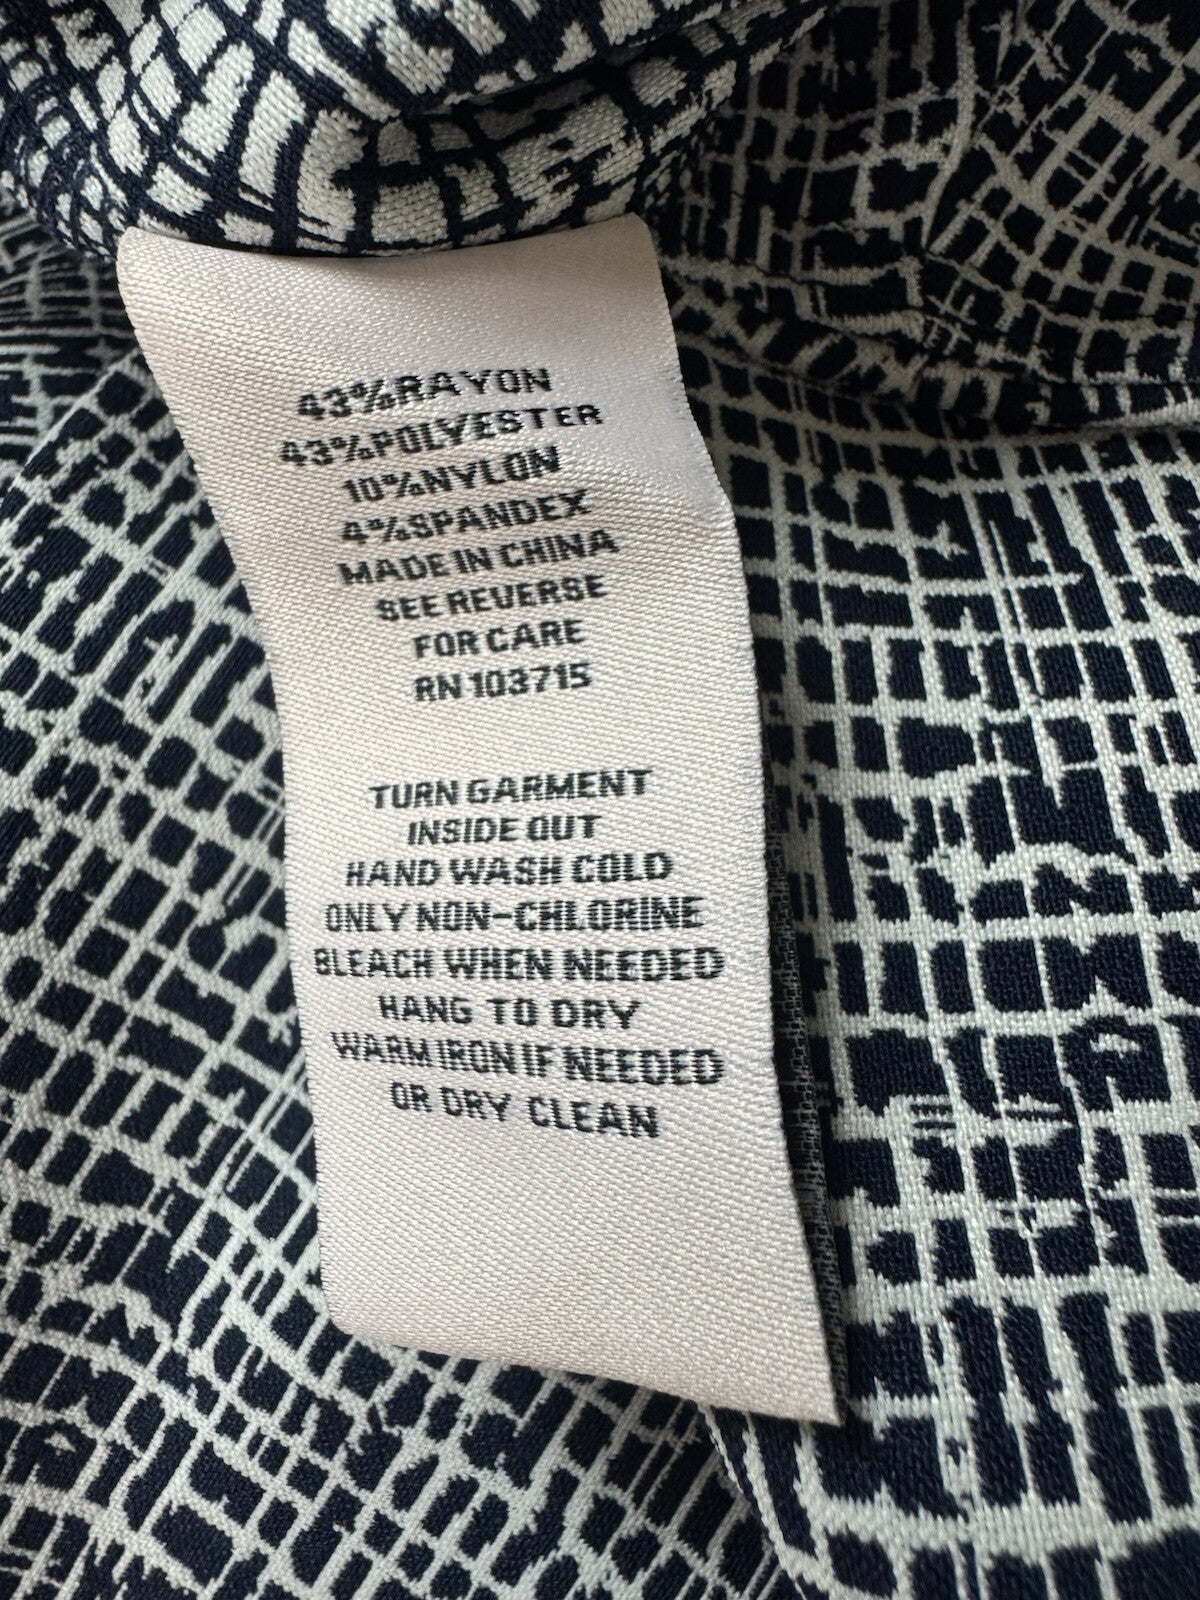 43%RAYON
43%POLYESTER
10%NYLON
4%SPANDEX
MADE IN CHINA
SEE REVERSE
FOR CARE
RN 103715
TURN GARMENT
INSIDE OUT
HAND WASH COLD
ONLY NON-CHLORINE
BLEACH WHEN NEEDED
HANG TO DRY
WARM IRON IF NEEDED
OR DRY CLEAN